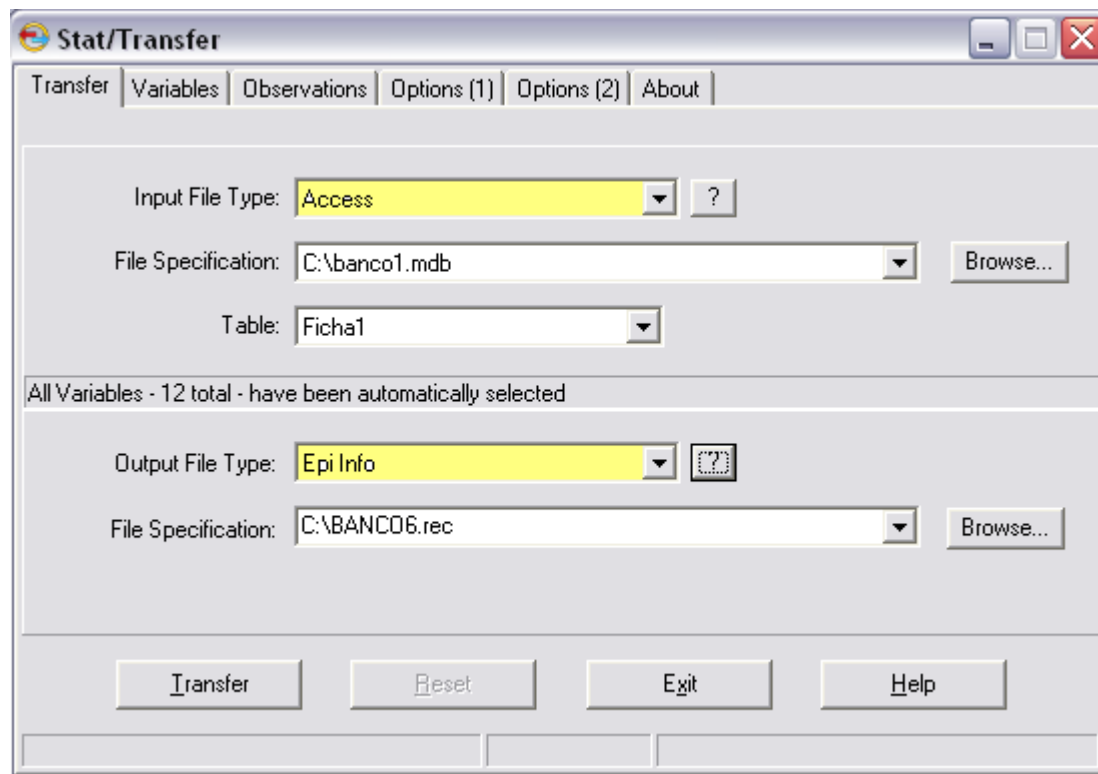 Stat/Transfer
Transfer Variables Observations Options (1) Options (2) About
Input File Type: Access ?
File Specification: C:\banco1.mdb Browse...
Table: Ficha1
All Variables - 12 total - have been automatically selected
Output File Type: Epi Info ?
File Specification: C:\BANCO6.rec Browse...
Transfer Reset Exit Help